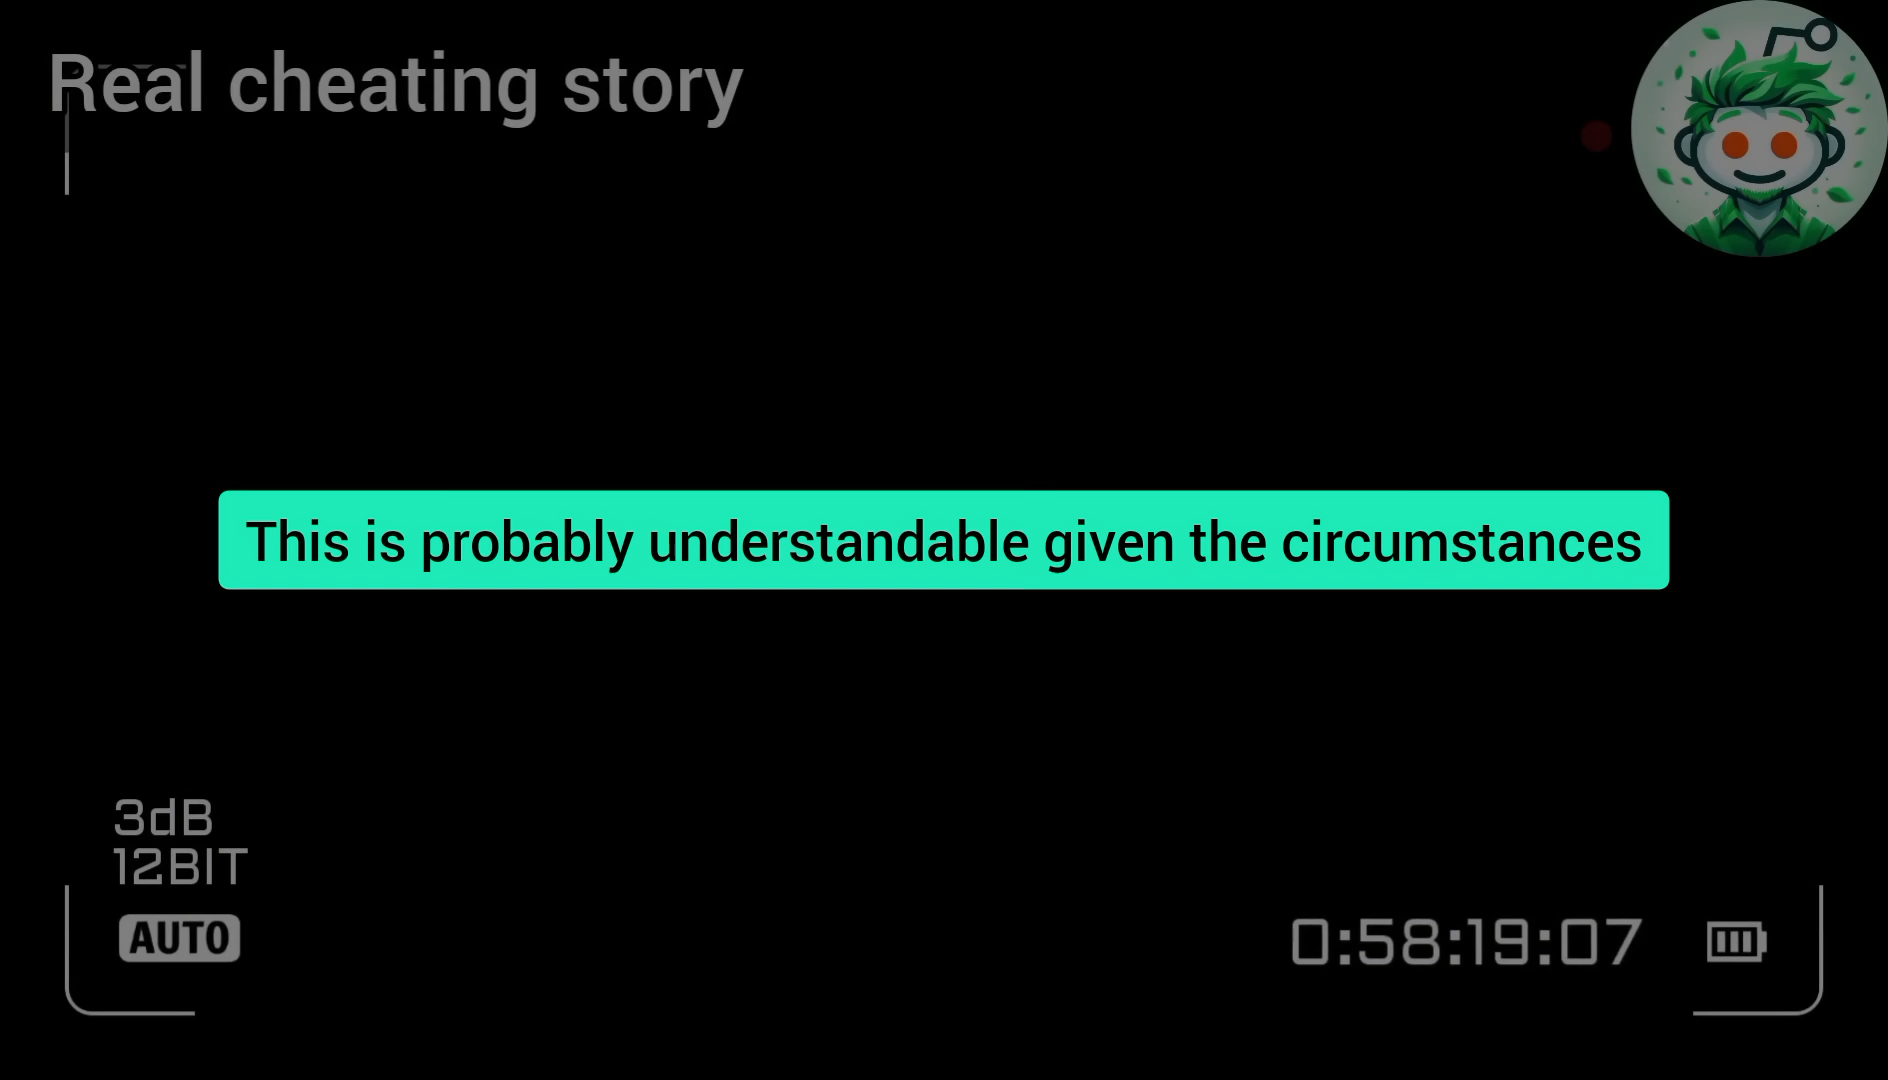 Real cheating story
This is probably understandable given the circumstances
3dB
12BIT
AUTO
0:58:19:07